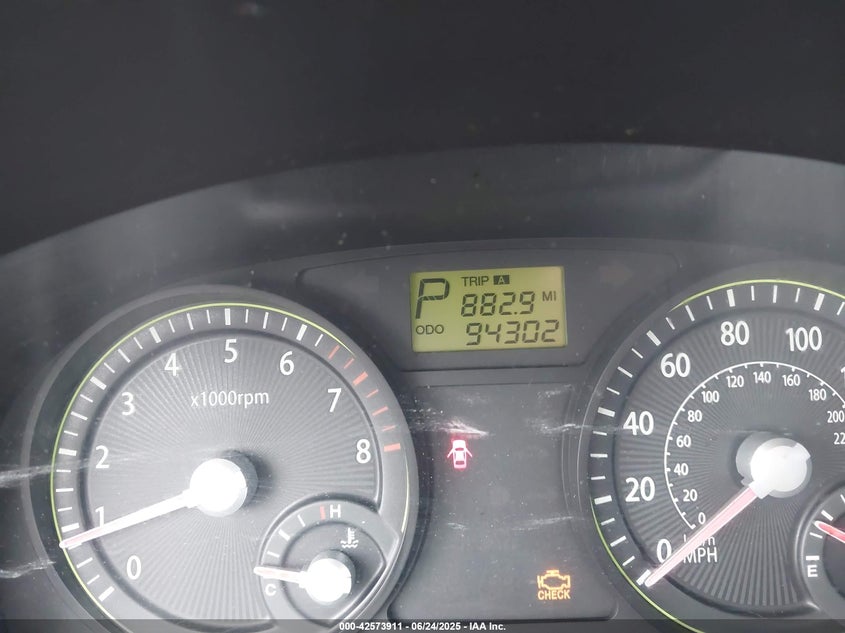 TRIP A
P 882.9 MI
ODO 94302
x1000rpm
0 1 2 3 4 5 6 7 8
H
C
0 20 40 60 80 100
0 20 40 60 80 100 120 140 160 180 200
km/h
MPH
E
CHECK
000-42573911 - 06/24/2025 - IAA Inc.